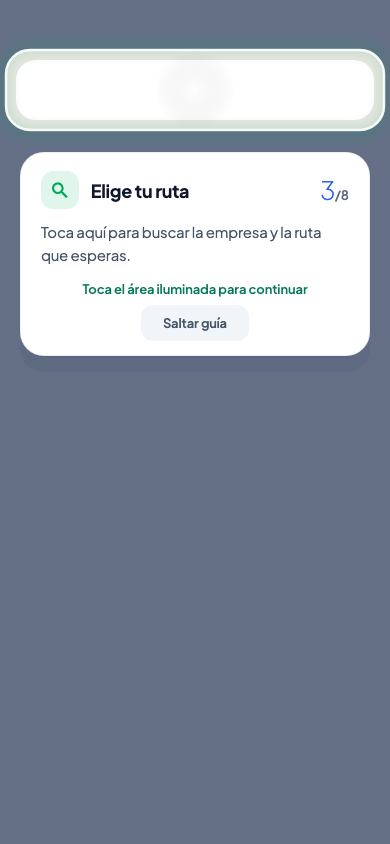 Elige tu ruta
3/8
Toca aquí para buscar la empresa y la ruta
que esperas.
Toca el área iluminada para continuar
Saltar guía